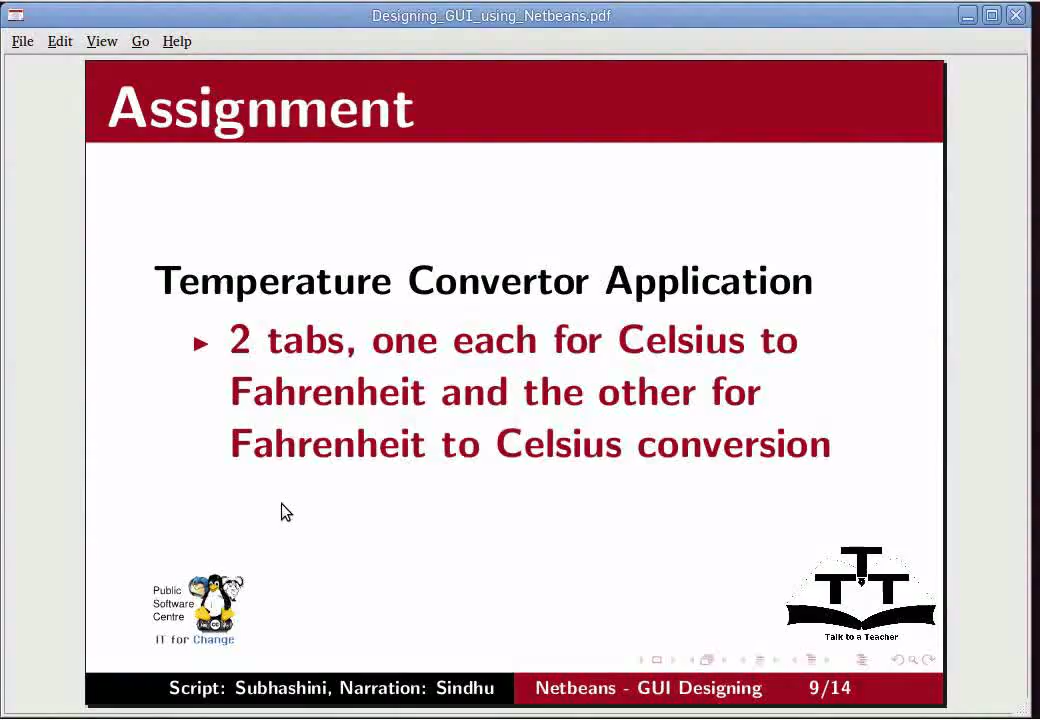 Designing_GUI_using_Netbeans.pdf
File Edit View Go Help
Assignment
Temperature Convertor Application
2 tabs, one each for Celsius to
Fahrenheit and the other for
Fahrenheit to Celsius conversion
Public
Software
Centre
IT for Change
T T T
Talk to a Teacher
Script: Subhashini, Narration: Sindhu Netbeans - GUI Designing 9/14